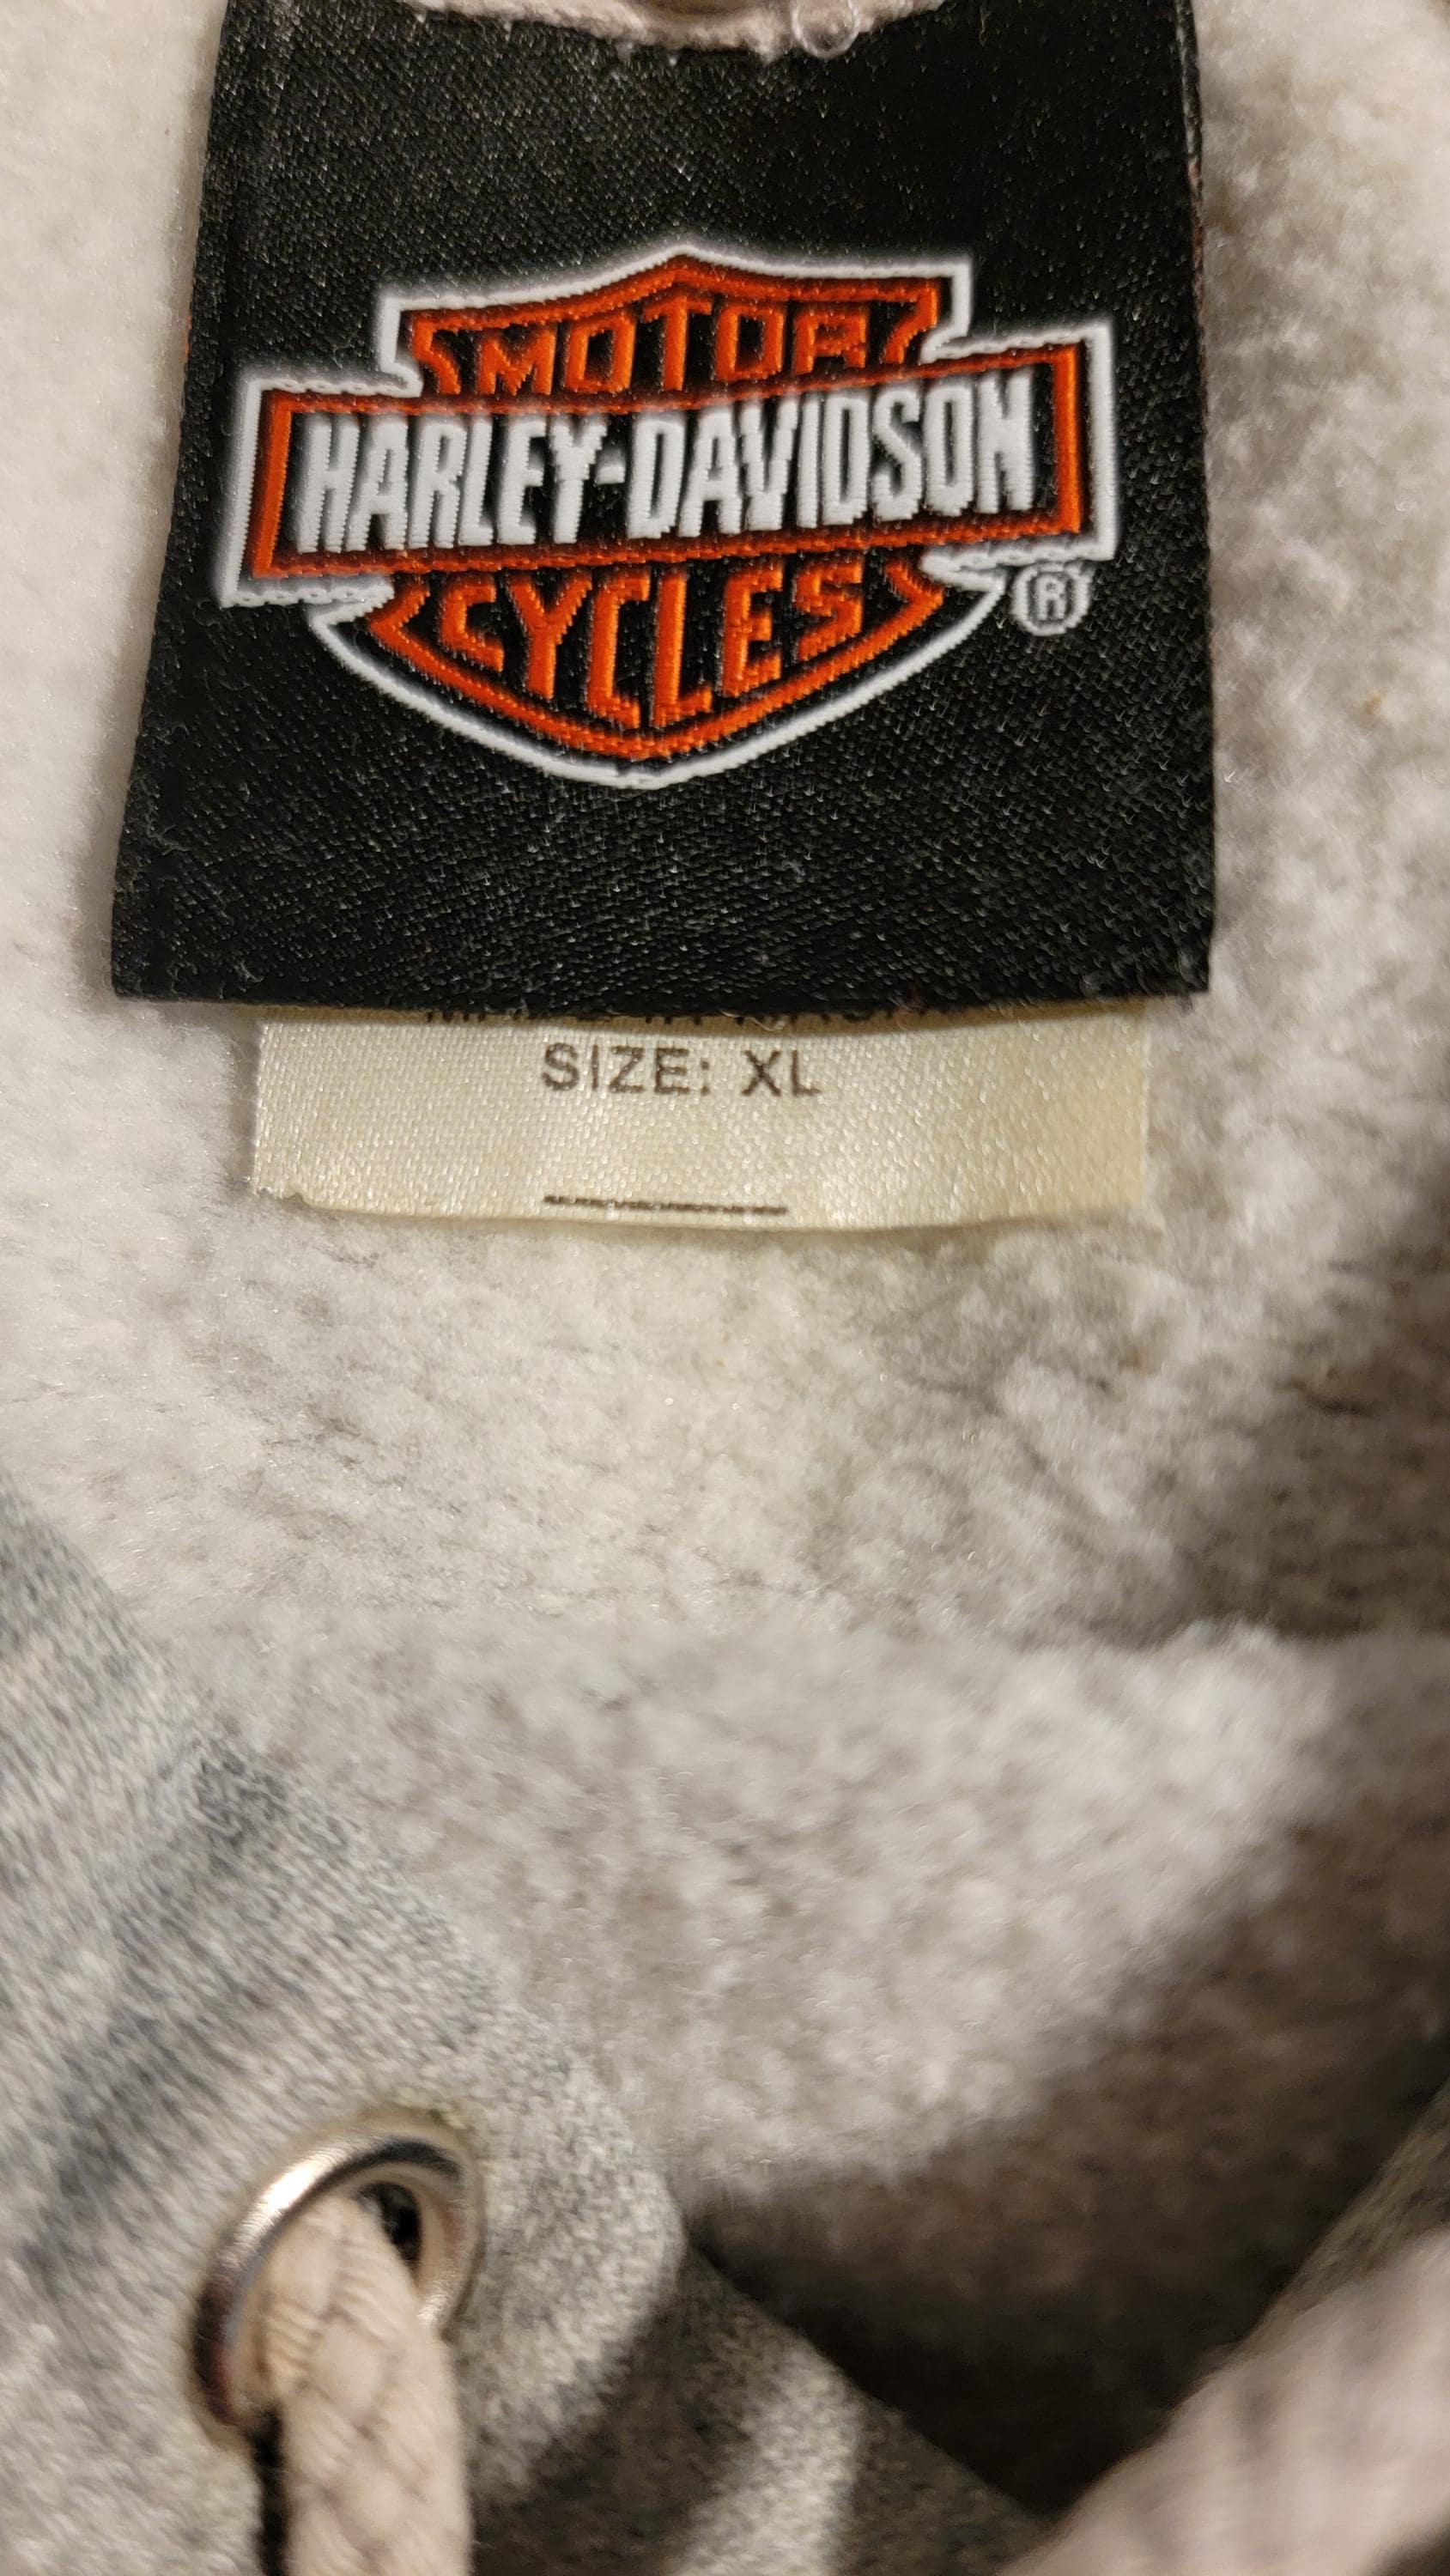 MOTOR
HARLEY-DAVIDSON
CYCLES
®
SIZE: XL